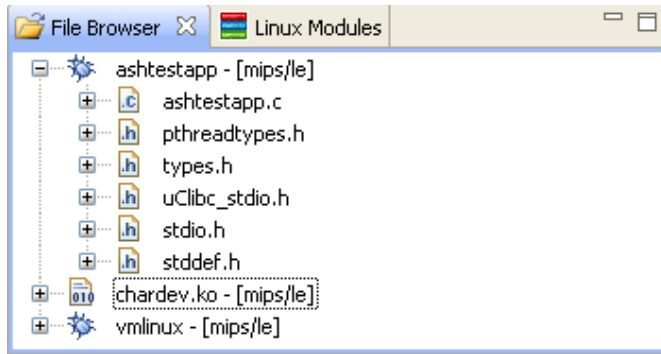 File Browser Linux Modules
ashtestapp - [mips/le]
.c ashtestapp.c
.h pthreadtypes.h
.h types.h
.h uClibc_stdio.h
.h stdio.h
.h stddef.h
010 chardev.ko - [mips/le]
vmlinux - [mips/le]